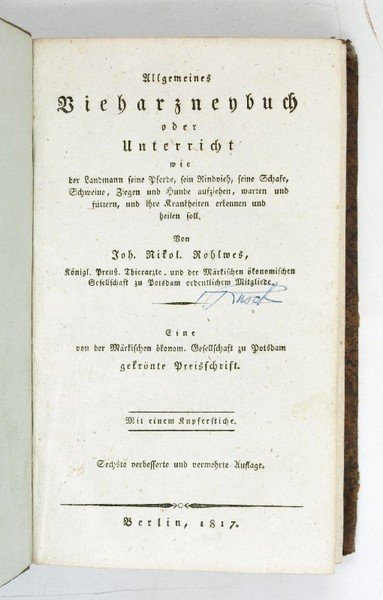 Allgemeines
Vieharzneybuch
oder
Unterricht
wie
der Landmann seine Pferde, sein Rindvieh, seine Schafe,
Schweine, Ziegen und Hunde aufziehen, warten und
füttern, und ihre Krankheiten erkennen und
heilen soll.
Von
Joh. Nikol. Rohlwes,
Königl. Preuß. Thierarzte, und der Märkischen ökonomischen
Gesellschaft zu Potsdam ordentlichem Mitgliede.
Eine
von der Märkischen ökonom. Gesellschaft zu Potsdam
gekrönte Preisschrift.
Mit einem Kupferstiche.
Sechste verbesserte und vermehrte Auflage.
Berlin, 1817.